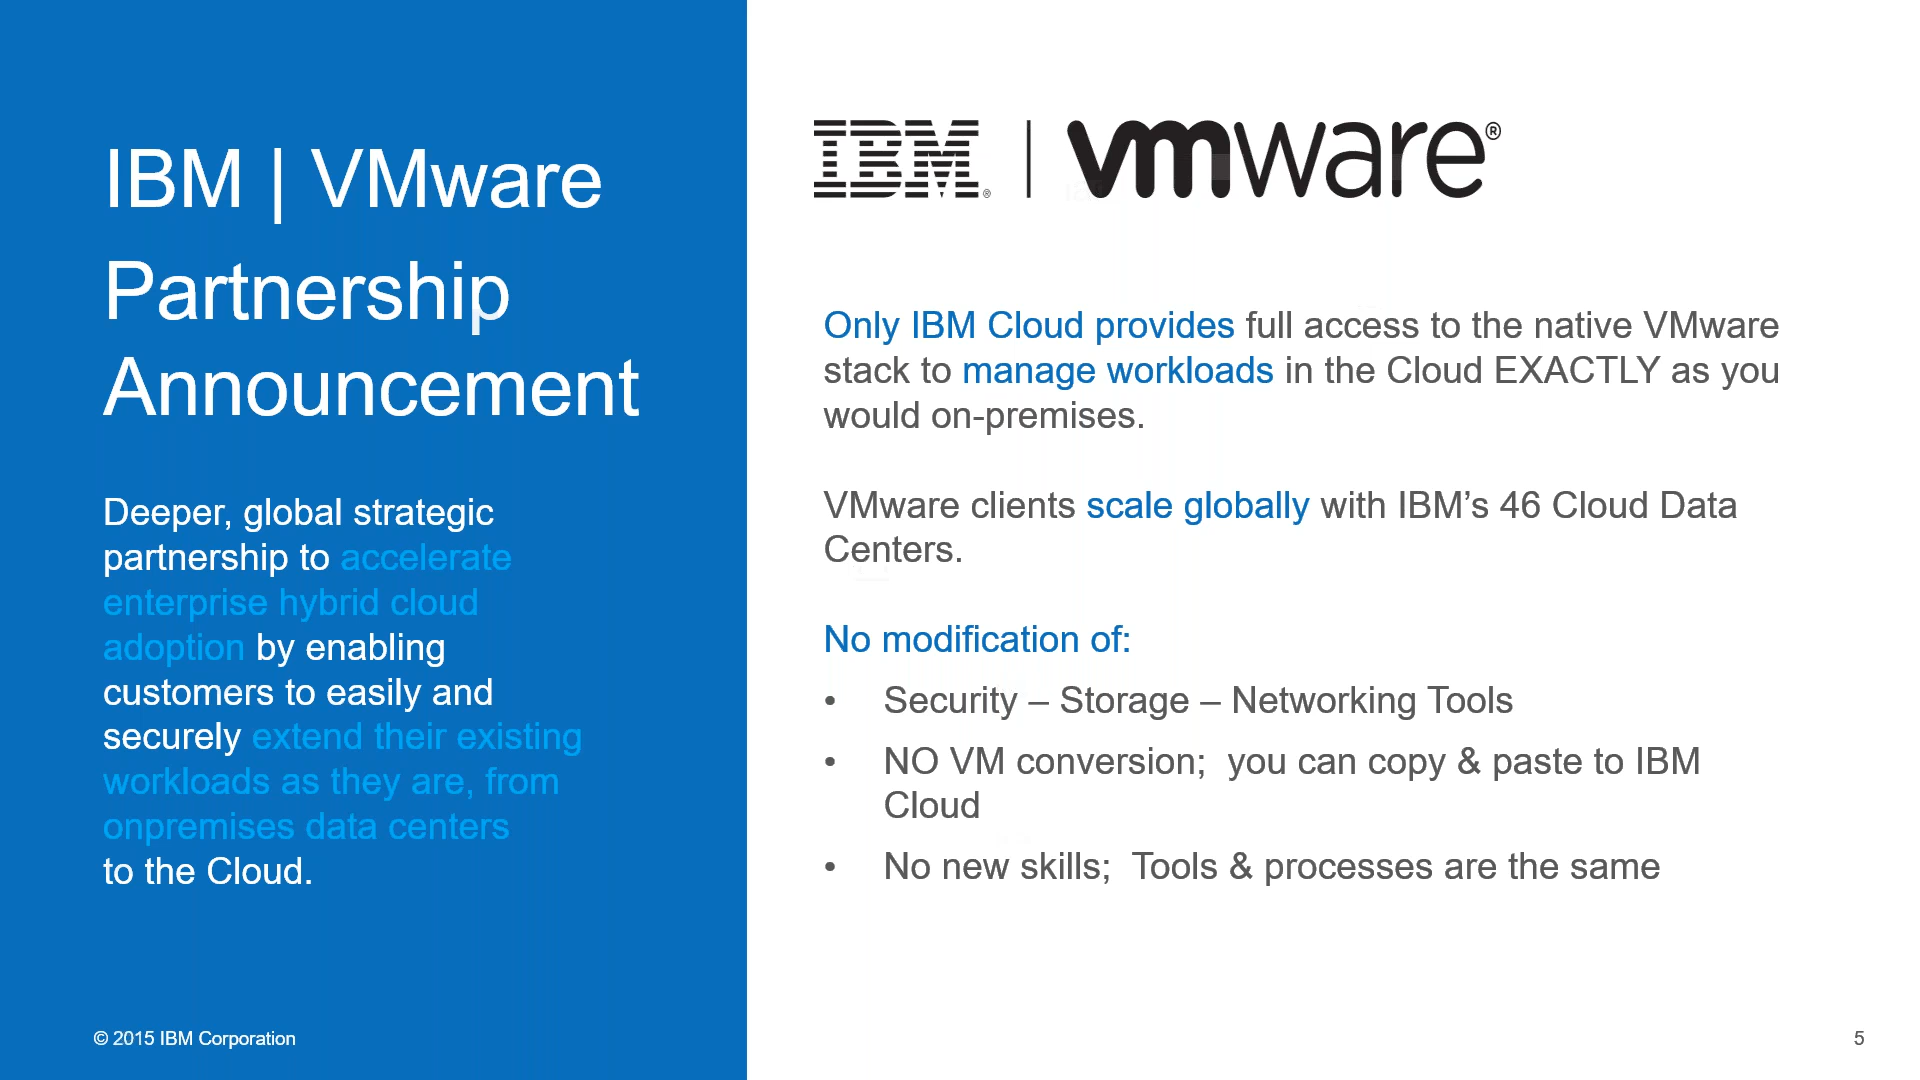 IBM | VMware
Partnership
Announcement
Deeper, global strategic
partnership to accelerate
enterprise hybrid cloud
adoption by enabling
customers to easily and
securely extend their existing
workloads as they are, from
onpremises data centers
to the Cloud.
© 2015 IBM Corporation
IBM® | vmware®
Only IBM Cloud provides full access to the native VMware
stack to manage workloads in the Cloud EXACTLY as you
would on-premises.
VMware clients scale globally with IBM’s 46 Cloud Data
Centers.
No modification of:
• Security – Storage – Networking Tools
• NO VM conversion;  you can copy & paste to IBM
Cloud
• No new skills;  Tools & processes are the same
5